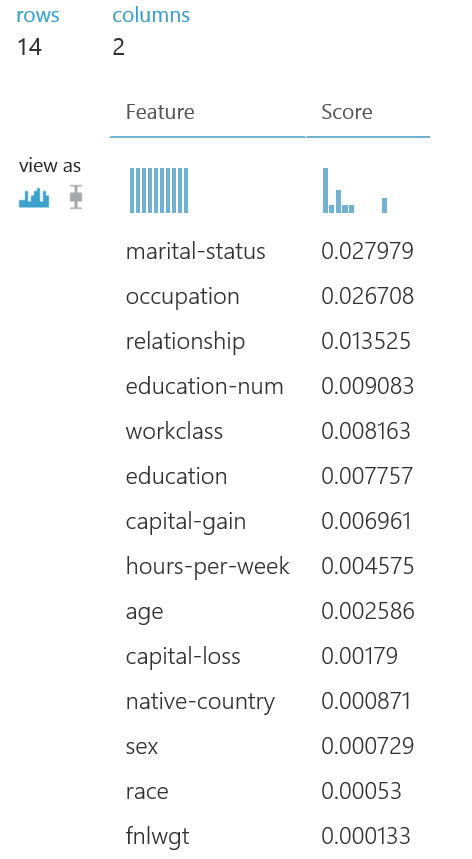 rows columns
14 2
Feature Score
view as
marital-status 0.027979
occupation 0.026708
relationship 0.013525
education-num 0.009083
workclass 0.008163
education 0.007757
capital-gain 0.006961
hours-per-week 0.004575
age 0.002586
capital-loss 0.00179
native-country 0.000871
sex 0.000729
race 0.00053
fnlwgt 0.000133